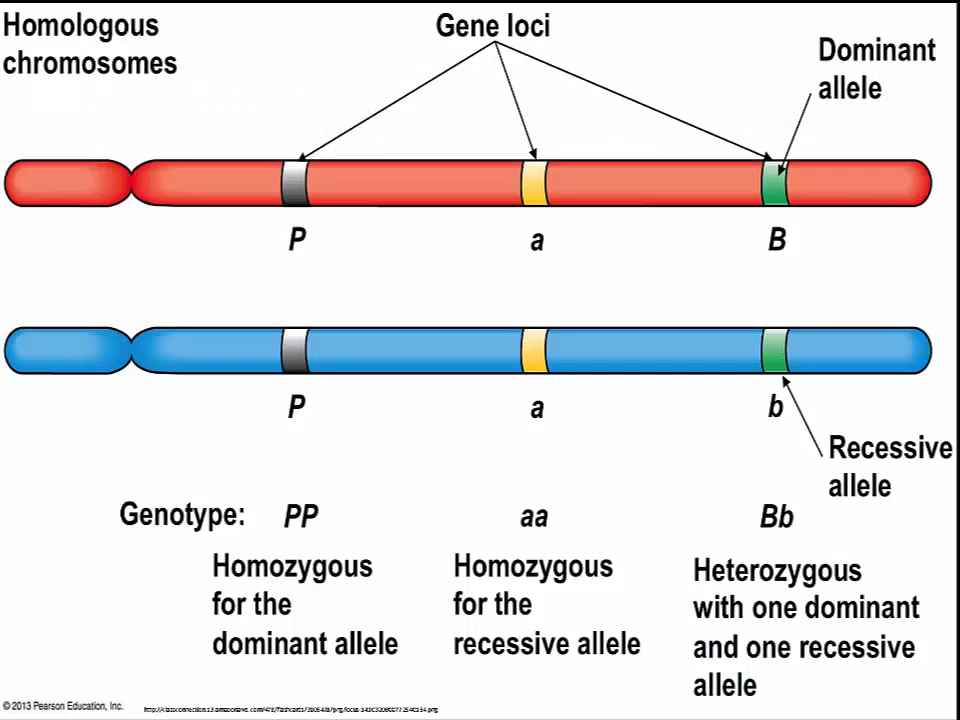 Homologous
chromosomes
Gene loci
Dominant
allele
P
a
B
P
a
b
Recessive
allele
Genotype:
PP
aa
Bb
Homozygous
for the
dominant allele
Homozygous
for the
recessive allele
Heterozygous
with one dominant
and one recessive
allele
© 2013 Pearson Education, Inc.